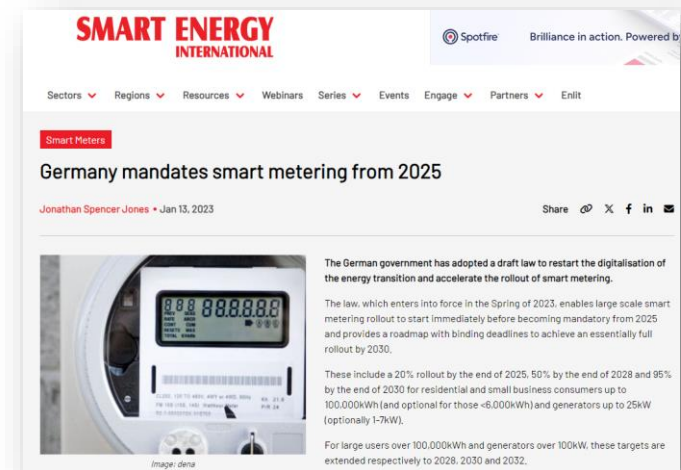 SMART ENERGY
INTERNATIONAL
Spotfire Brilliance in action. Powered b
Sectors Regions Resources Webinars Series Events Engage Partners Enlit
Smart Meters
Germany mandates smart metering from 2025
Jonathan Spencer Jones • Jan 13, 2023
Share
The German government has adopted a draft law to restart the digitalisation of
the energy transition and accelerate the rollout of smart metering.
The law, which enters into force in the Spring of 2023, enables large scale smart
metering rollout to start immediately before becoming mandatory from 2025
and provides a roadmap with binding deadlines to achieve an essentially full
rollout by 2030.
These include a 20% rollout by the end of 2025, 50% by the end of 2028 and 95%
by the end of 2030 for residential and small business consumers up to
100,000kWh (and optional for those <6,000kWh) and generators up to 25kW
(optionally 1-7kW).
For large users over 100,000kWh and generators over 100kW, these targets are
extended respectively to 2028, 2030 and 2032.
888 88.8.8.8.8
Image: dena